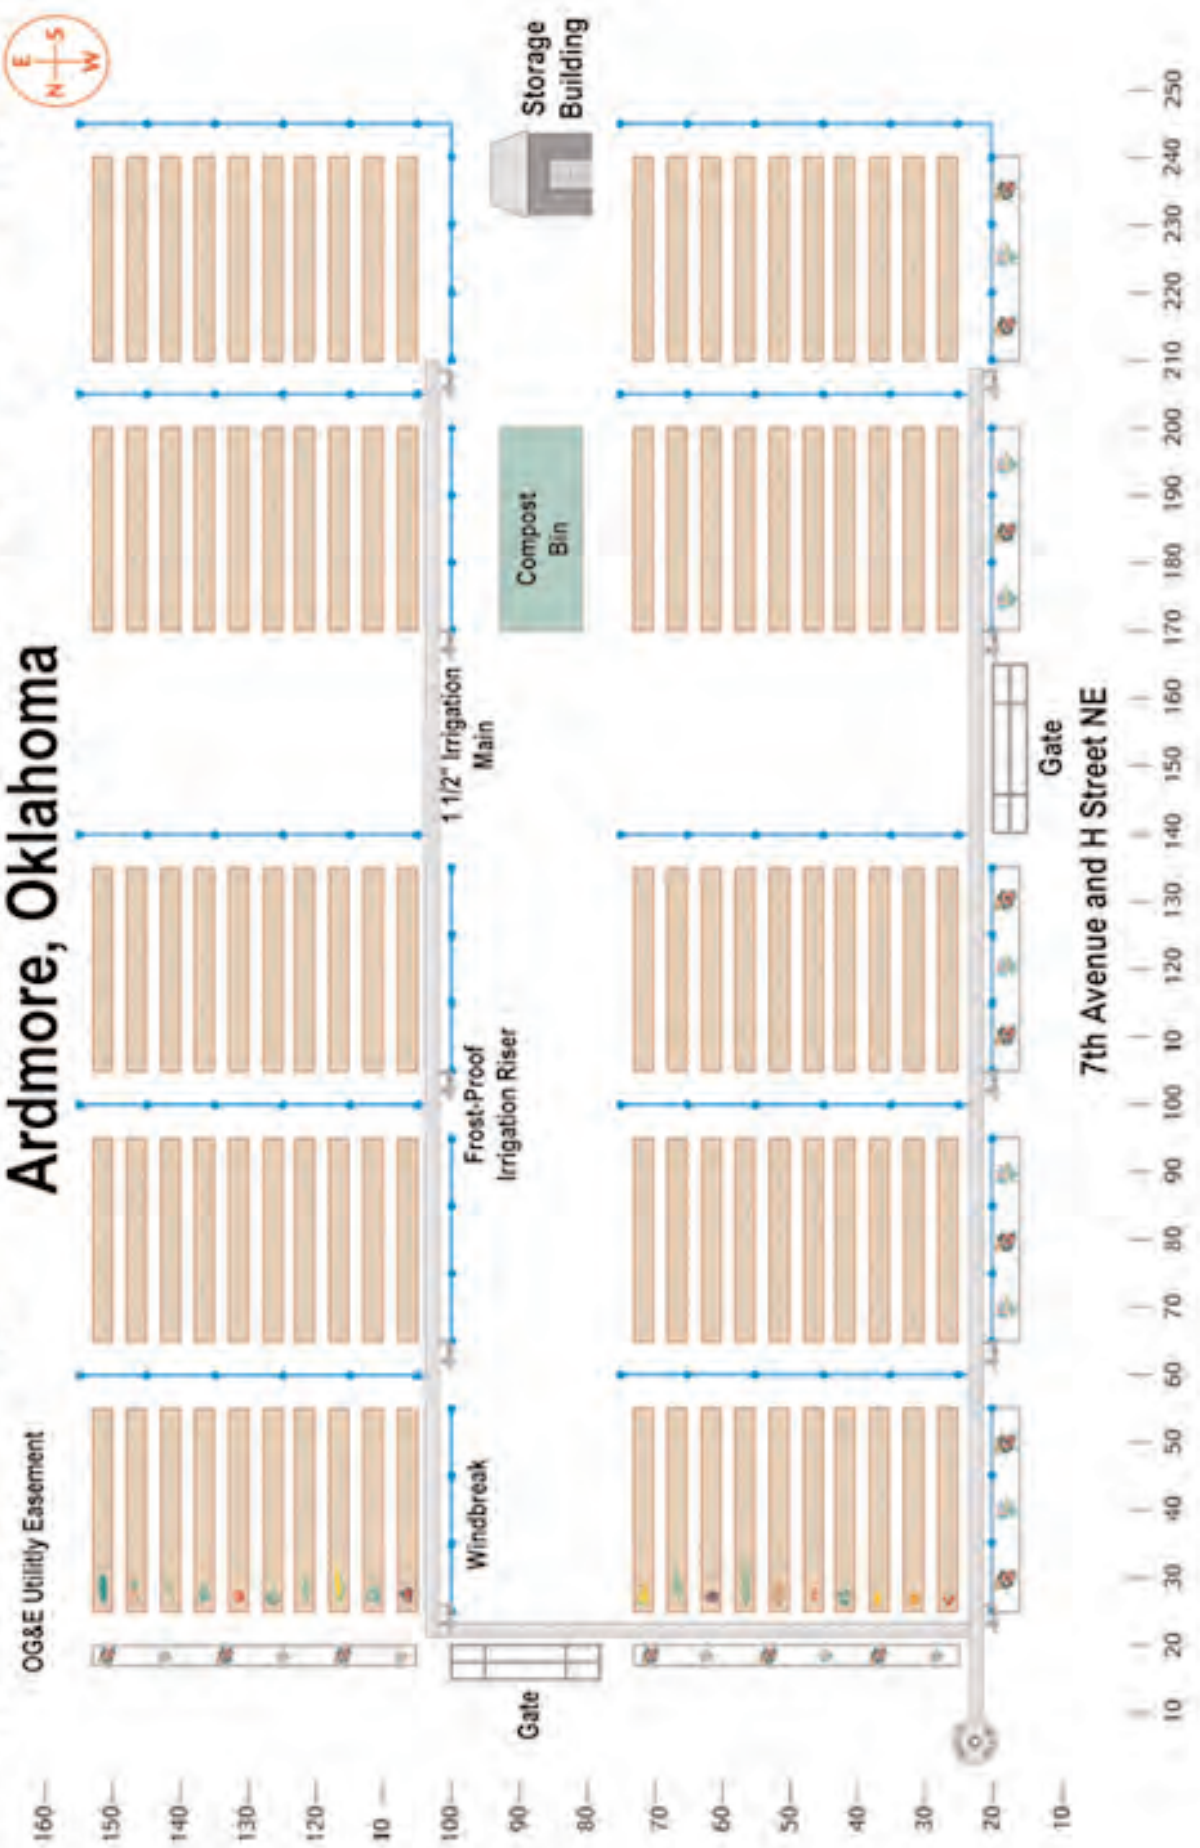 Ardmore, Oklahoma
OG&E Utilitly Easement
N
E
S
W
160
150
140
130
120
10
100
90
80
70
60
50
40
30
20
10
1 1/2" Irrigation
Main
Frost-Proof
Irrigation Riser
Windbreak
Gate
Compost
Bin
Storage
Building
Gate
7th Avenue and H Street NE
10 20 30 40 50 60 70 80 90 100 10 120 130 140 150 160 170 180 190 200 210 220 230 240 250